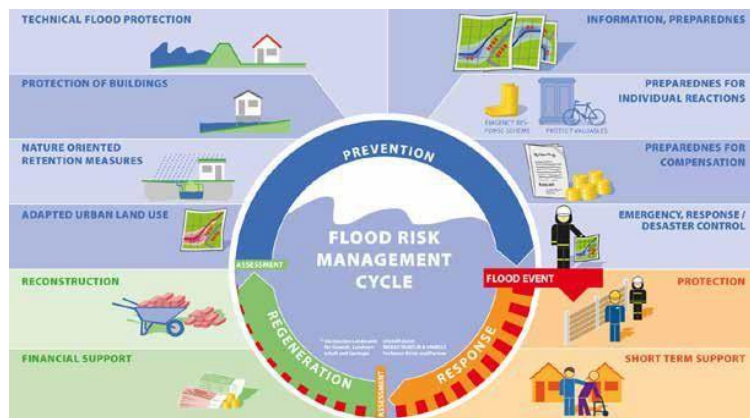 TECHNICAL FLOOD PROTECTION
PROTECTION OF BUILDINGS
NATURE ORIENTED
RETENTION MEASURES
ADAPTED URBAN LAND USE
RECONSTRUCTION
FINANCIAL SUPPORT
PREVENTION
FLOOD RISK
MANAGEMENT
CYCLE
ASSESSMENT
REGENERATION
ASSESSMENT
RESPONSE
FLOOD EVENT
INFORMATION, PREPAREDNES
PREPAREDNES FOR
INDIVIDUAL REACTIONS
PROTECT VALUABLES
PONSE SCHEME
PREPAREDNES FOR
COMPENSATION
EMERGENCY, RESPONSE /
DESASTER CONTROL
PROTECTION
SHORT TERM SUPPORT